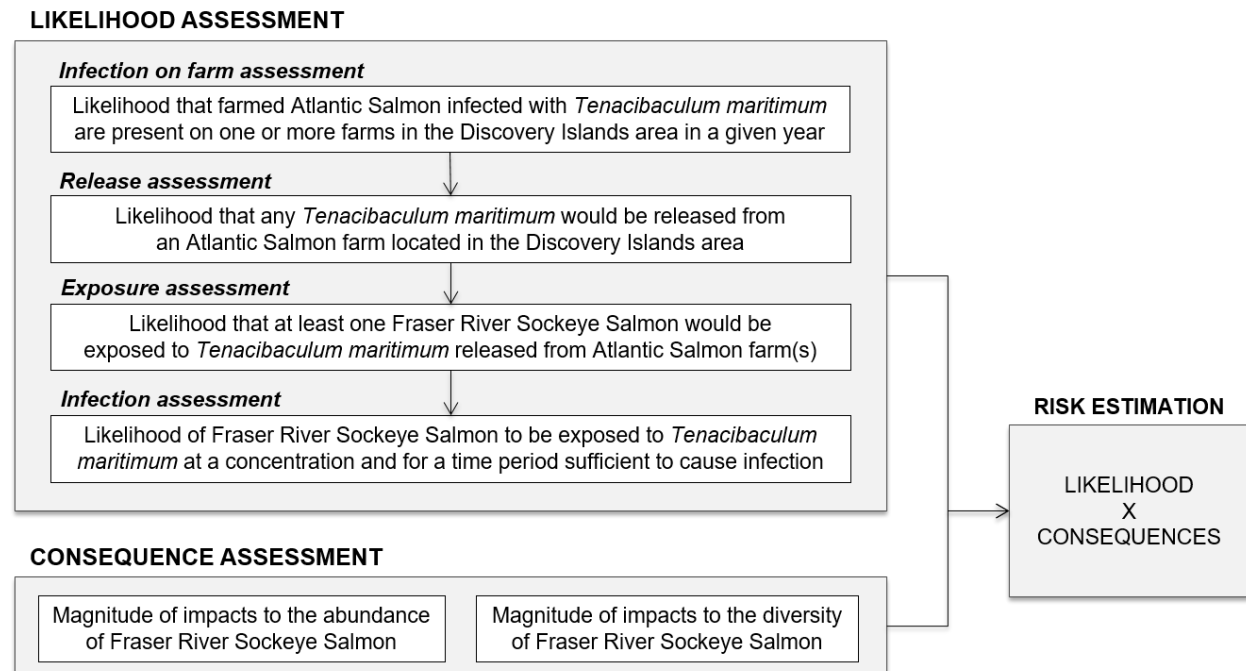 LIKELIHOOD ASSESSMENT
Infection on farm assessment
Likelihood that farmed Atlantic Salmon infected with Tenacibaculum maritimum
are present on one or more farms in the Discovery Islands area in a given year
Release assessment
Likelihood that any Tenacibaculum maritimum would be released from
an Atlantic Salmon farm located in the Discovery Islands area
Exposure assessment
Likelihood that at least one Fraser River Sockeye Salmon would be
exposed to Tenacibaculum maritimum released from Atlantic Salmon farm(s)
Infection assessment
Likelihood of Fraser River Sockeye Salmon to be exposed to Tenacibaculum
maritimum at a concentration and for a time period sufficient to cause infection
CONSEQUENCE ASSESSMENT
Magnitude of impacts to the abundance
of Fraser River Sockeye Salmon
Magnitude of impacts to the diversity
of Fraser River Sockeye Salmon
RISK ESTIMATION
LIKELIHOOD
X
CONSEQUENCES